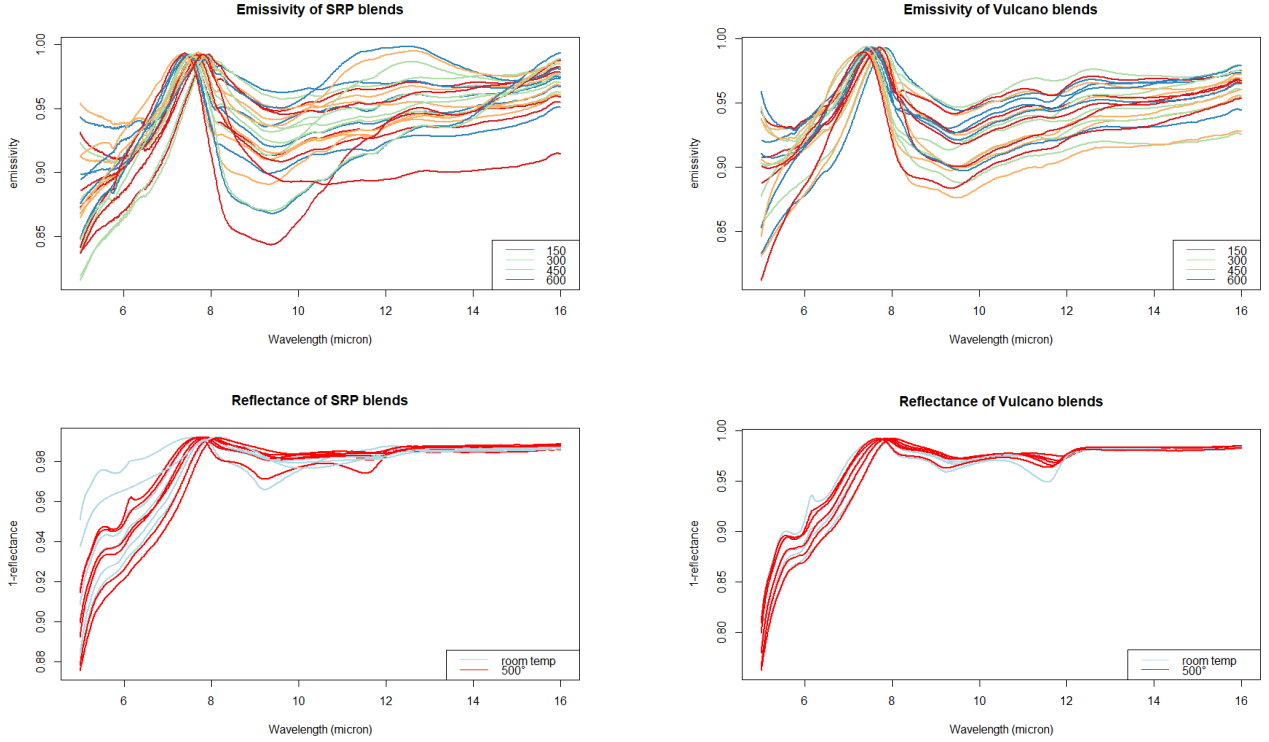 Emissivity of SRP blends
emissivity
1.00
0.95
0.90
0.85
150
300
450
600
6 8 10 12 14 16
Wavelength (micron)
Emissivity of Vulcano blends
emissivity
1.00
0.95
0.90
0.85
150
300
450
600
6 8 10 12 14 16
Wavelength (micron)
Reflectance of SRP blends
1-reflectance
0.98
0.96
0.94
0.92
0.90
0.88
room temp
500°
6 8 10 12 14 16
Wavelength (micron)
Reflectance of Vulcano blends
1-reflectance
1.00
0.95
0.90
0.85
0.80
room temp
500°
6 8 10 12 14 16
Wavelength (micron)